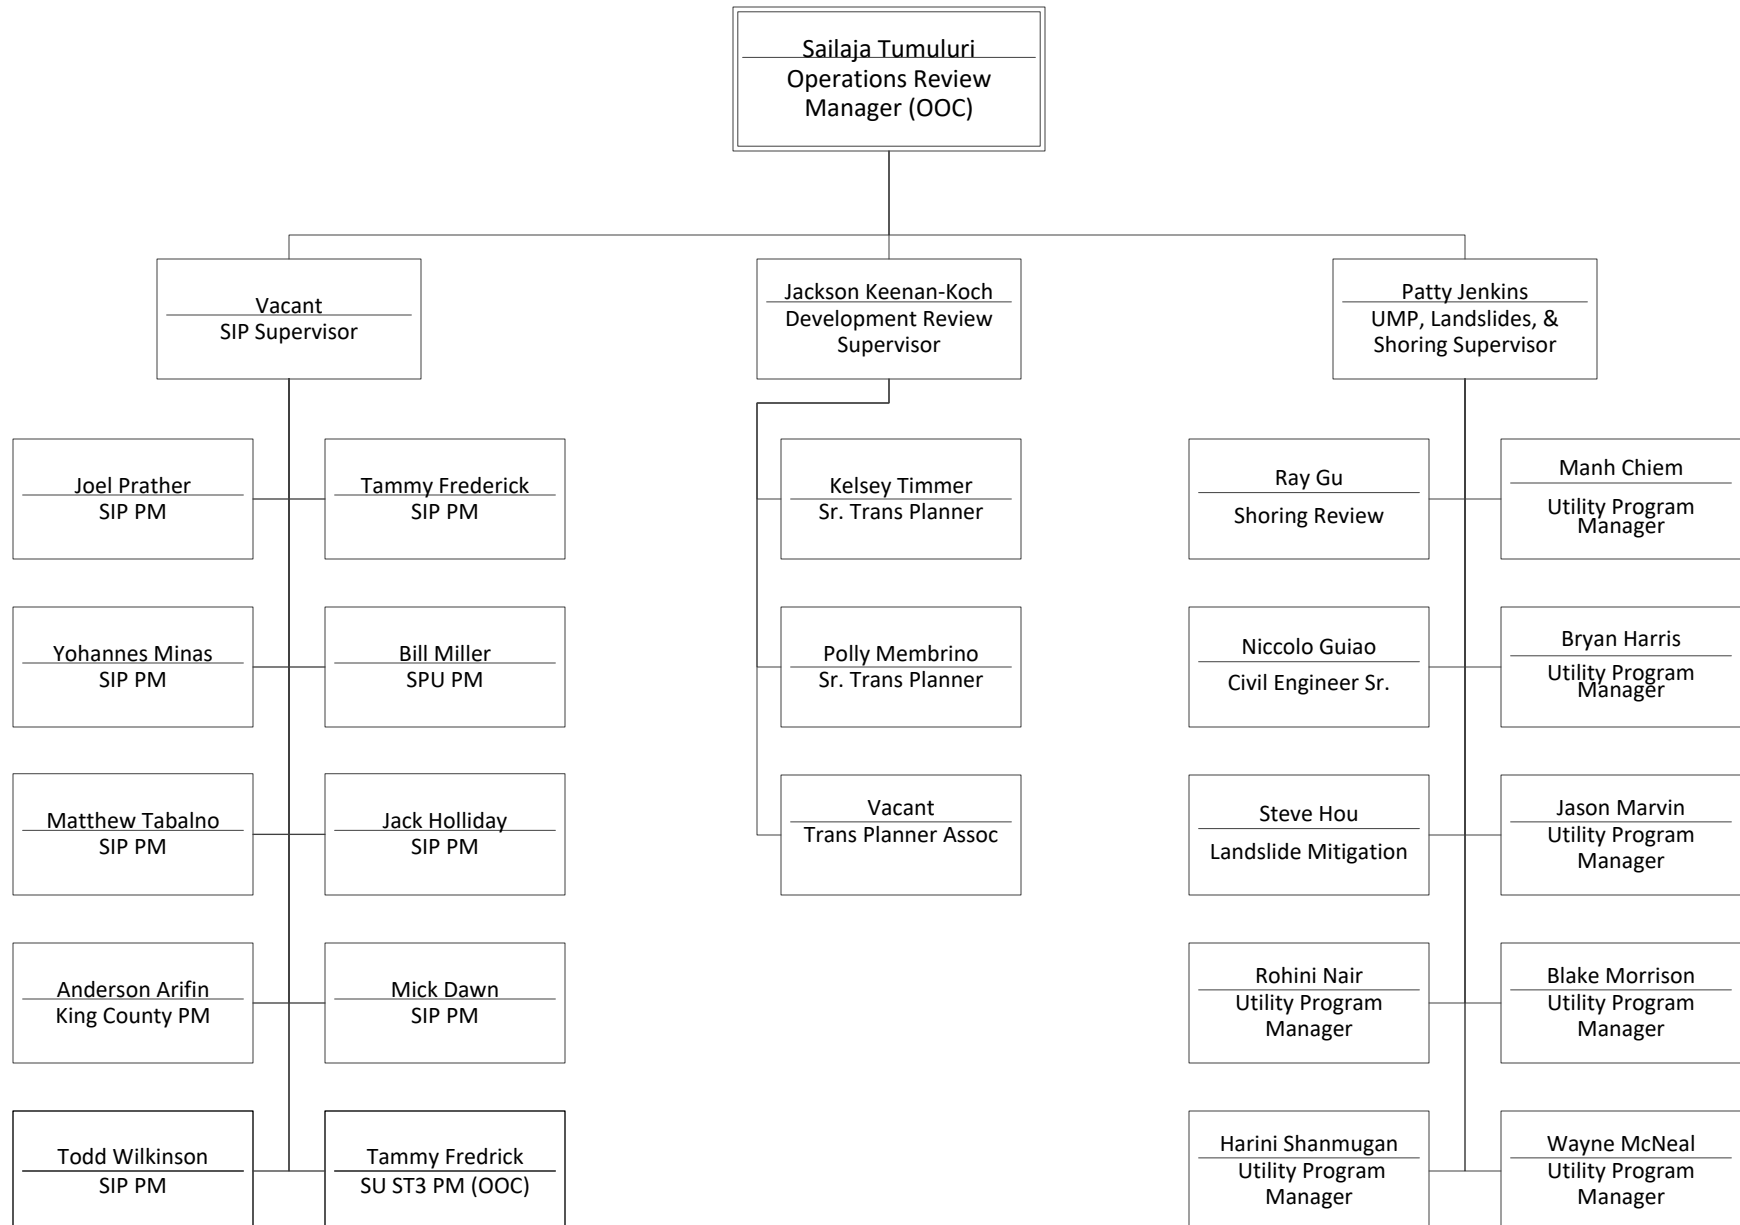 Sailaja Tumuluri
Operations Review
Manager (OOC)
Vacant
SIP Supervisor
Jackson Keenan-Koch
Development Review
Supervisor
Patty Jenkins
UMP, Landslides, &
Shoring Supervisor
Joel Prather
SIP PM
Tammy Frederick
SIP PM
Kelsey Timmer
Sr. Trans Planner
Ray Gu
Shoring Review
Manh Chiem
Utility Program
Manager
Yohannes Minas
SIP PM
Bill Miller
SPU PM
Polly Membrino
Sr. Trans Planner
Niccolo Guiao
Civil Engineer Sr.
Bryan Harris
Utility Program
Manager
Matthew Tabalno
SIP PM
Jack Holliday
SIP PM
Vacant
Trans Planner Assoc
Steve Hou
Landslide Mitigation
Jason Marvin
Utility Program
Manager
Anderson Arifin
King County PM
Mick Dawn
SIP PM
Rohini Nair
Utility Program
Manager
Blake Morrison
Utility Program
Manager
Todd Wilkinson
SIP PM
Tammy Fredrick
SU ST3 PM (OOC)
Harini Shanmugan
Utility Program
Manager
Wayne McNeal
Utility Program
Manager